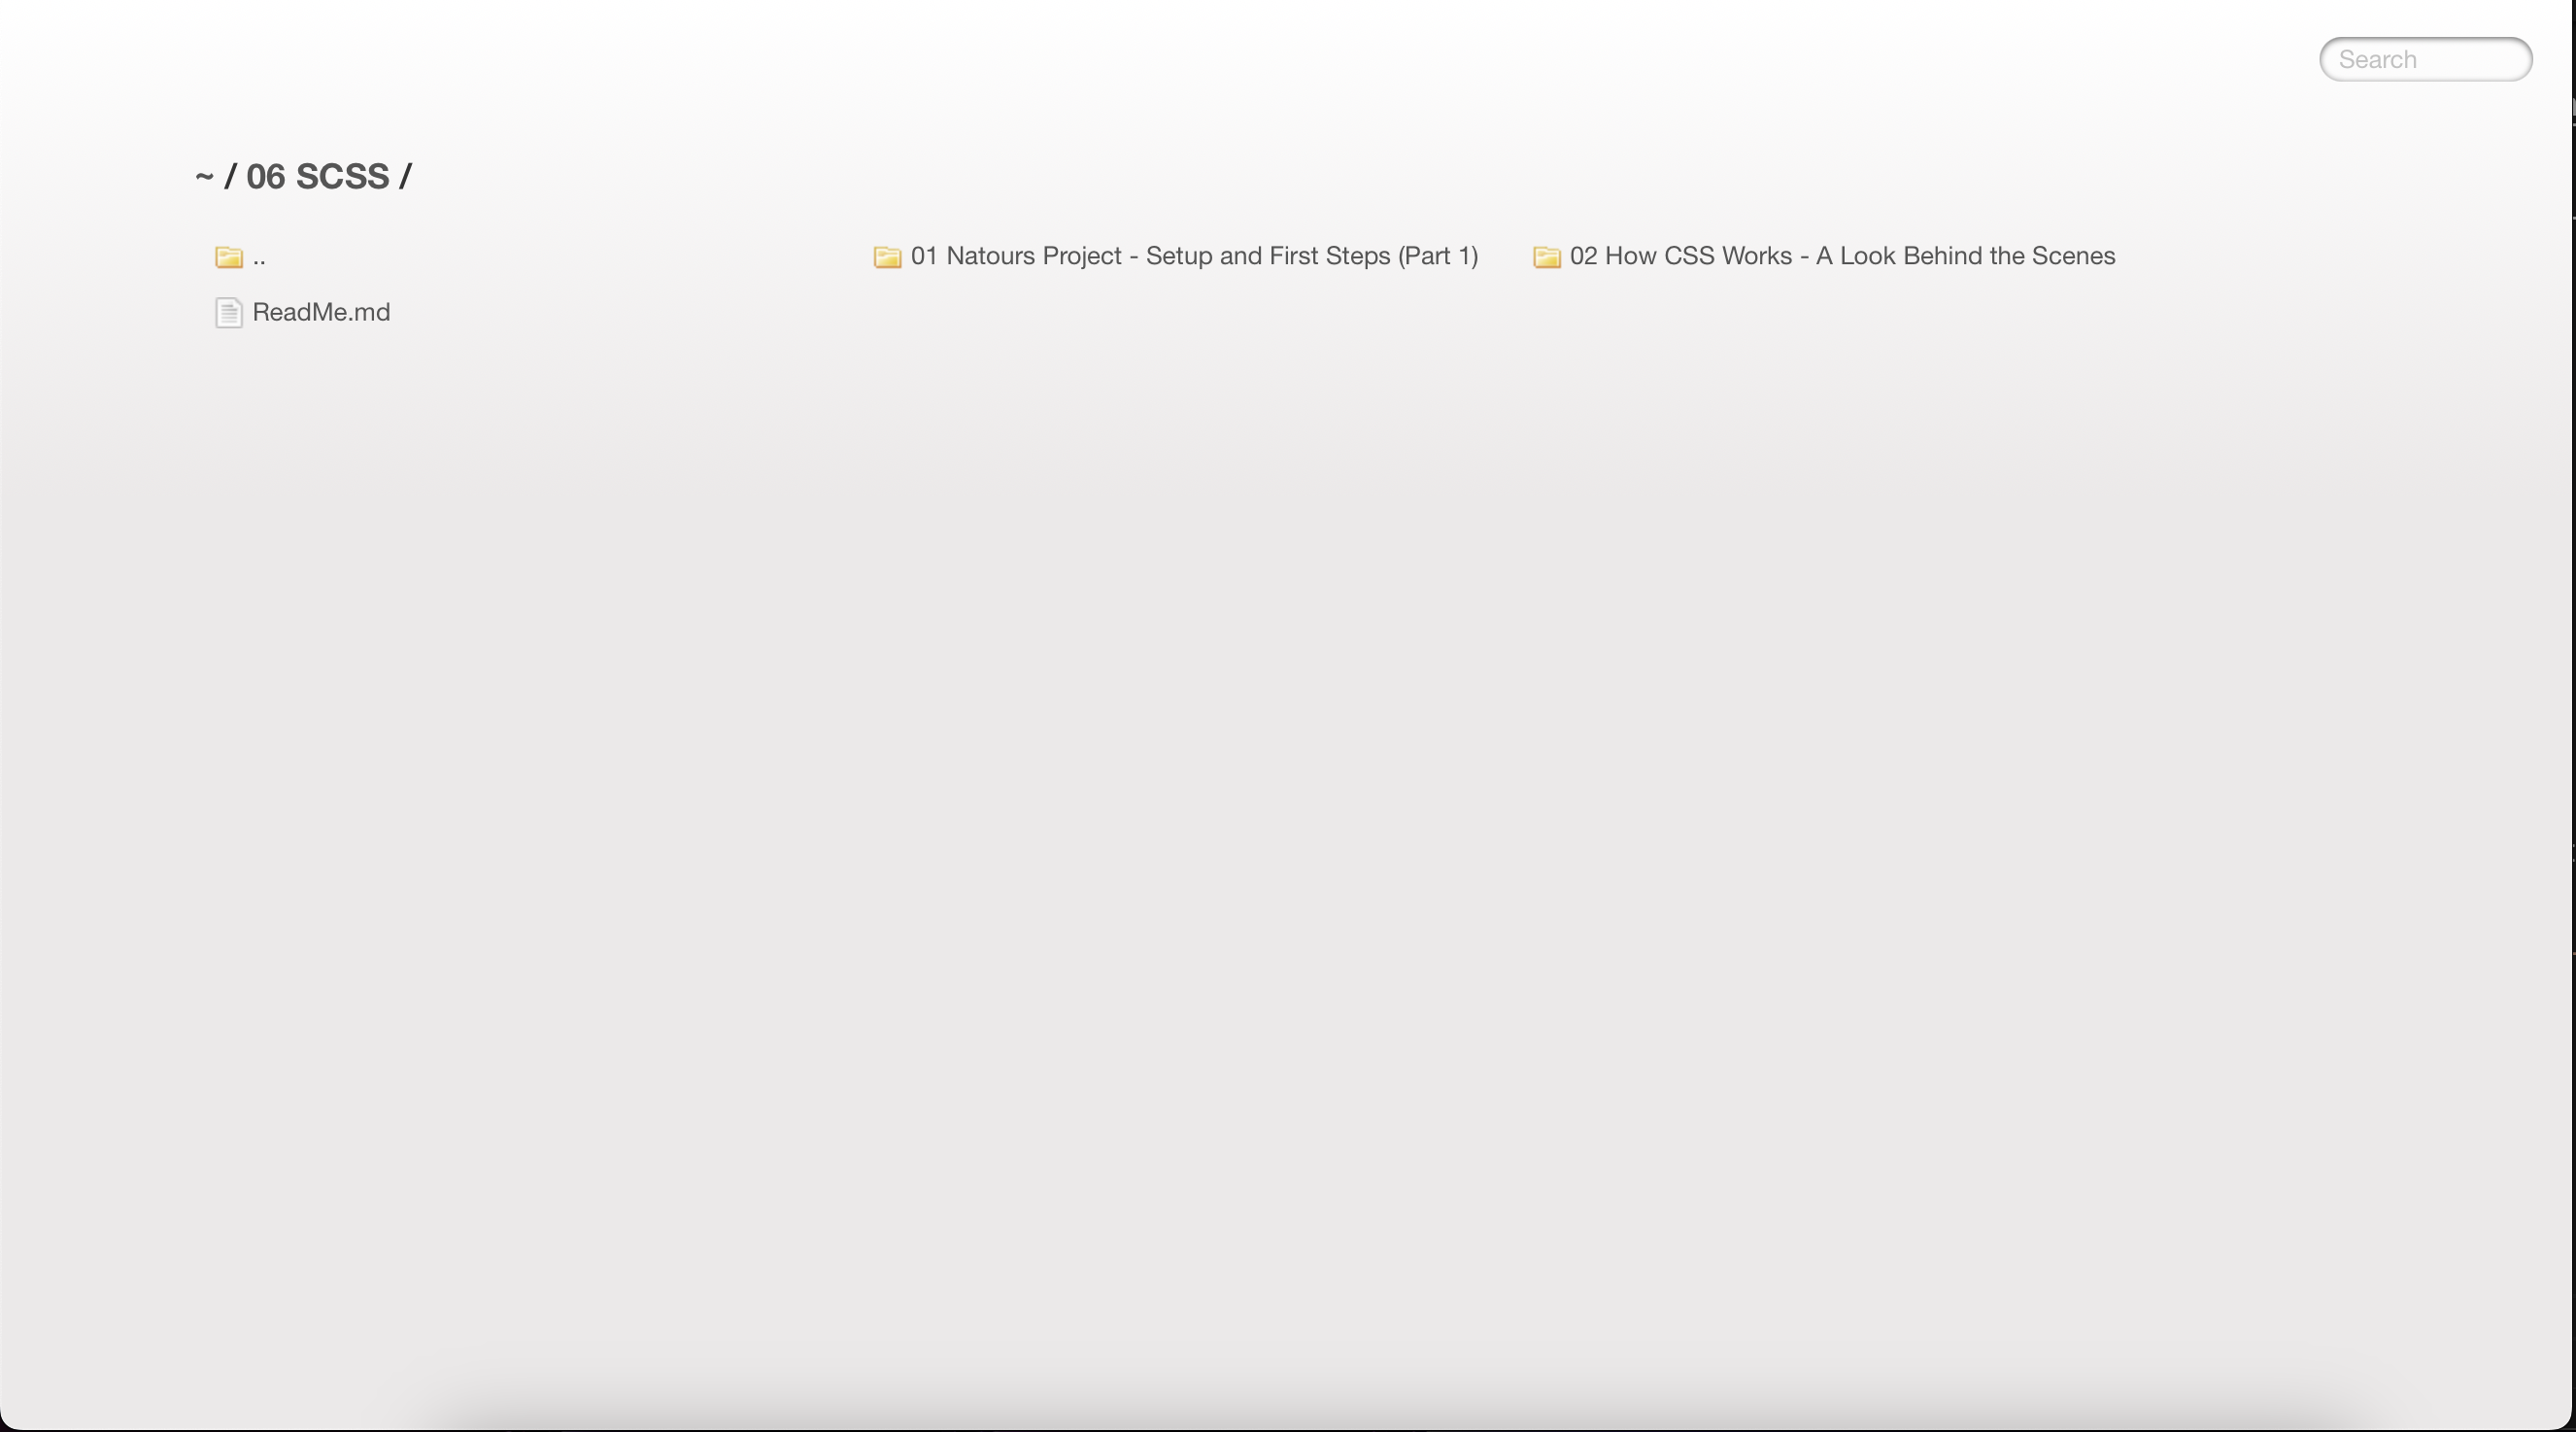 Search
~ / 06 SCSS /
..
01 Natours Project - Setup and First Steps (Part 1)
02 How CSS Works - A Look Behind the Scenes
ReadMe.md